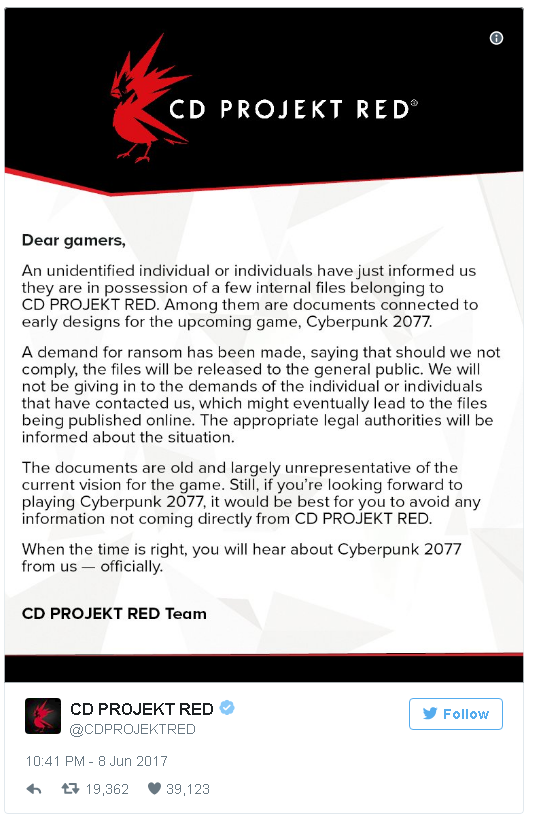 CD PROJEKT RED®
Dear gamers,
An unidentified individual or individuals have just informed us
they are in possession of a few internal files belonging to
CD PROJEKT RED. Among them are documents connected to
early designs for the upcoming game, Cyberpunk 2077.
A demand for ransom has been made, saying that should we not
comply, the files will be released to the general public. We will
not be giving in to the demands of the individual or individuals
that have contacted us, which might eventually lead to the files
being published online. The appropriate legal authorities will be
informed about the situation.
The documents are old and largely unrepresentative of the
current vision for the game. Still, if you’re looking forward to
playing Cyberpunk 2077, it would be best for you to avoid any
information not coming directly from CD PROJEKT RED.
When the time is right, you will hear about Cyberpunk 2077
from us — officially.
CD PROJEKT RED Team
CD PROJEKT RED
Follow
@CDPROJEKTRED
10:41 PM - 8 Jun 2017
19,362 39,123